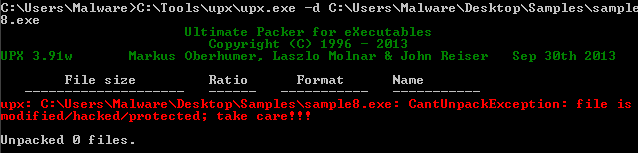 C:\Users\Malware>C:\Tools\upx\upx.exe -d C:\Users\Malware\Desktop\Samples\sample
8.exe
Ultimate Packer for eXecutables
Copyright (C) 1996 - 2013
UPX 3.91w Markus Oberhumer, Laszlo Molnar & John Reiser Sep 30th 2013
File size Ratio Format Name
-------------------- ------ ----------- -----------
upx: C:\Users\Malware\Desktop\Samples\sample8.exe: CantUnpackException: file is
modified/hacked/protected; take care!!!
Unpacked 0 files.